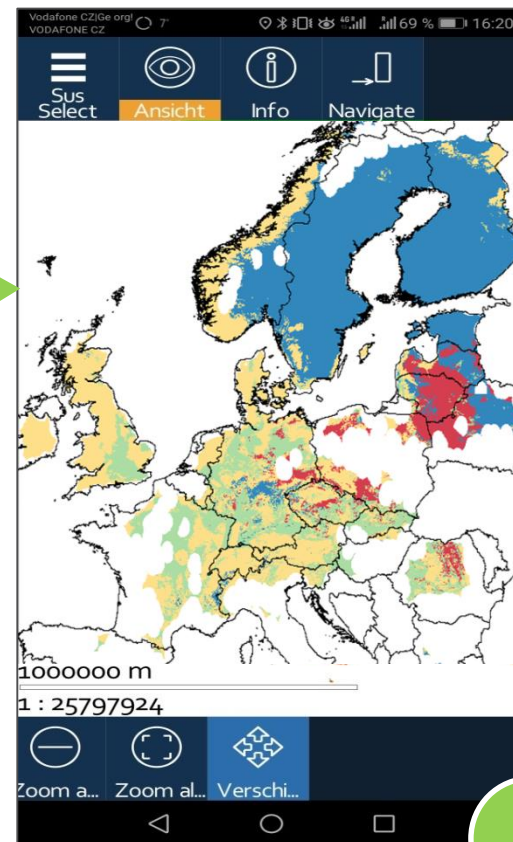 Vodafone CZ|Ge org!
VODAFONE CZ
7°
4G
69 %
16:20
Sus
Select
Ansicht
Info
Navigate
1000000 m
1 : 25797924
Zoom a...
Zoom al...
Verschi...